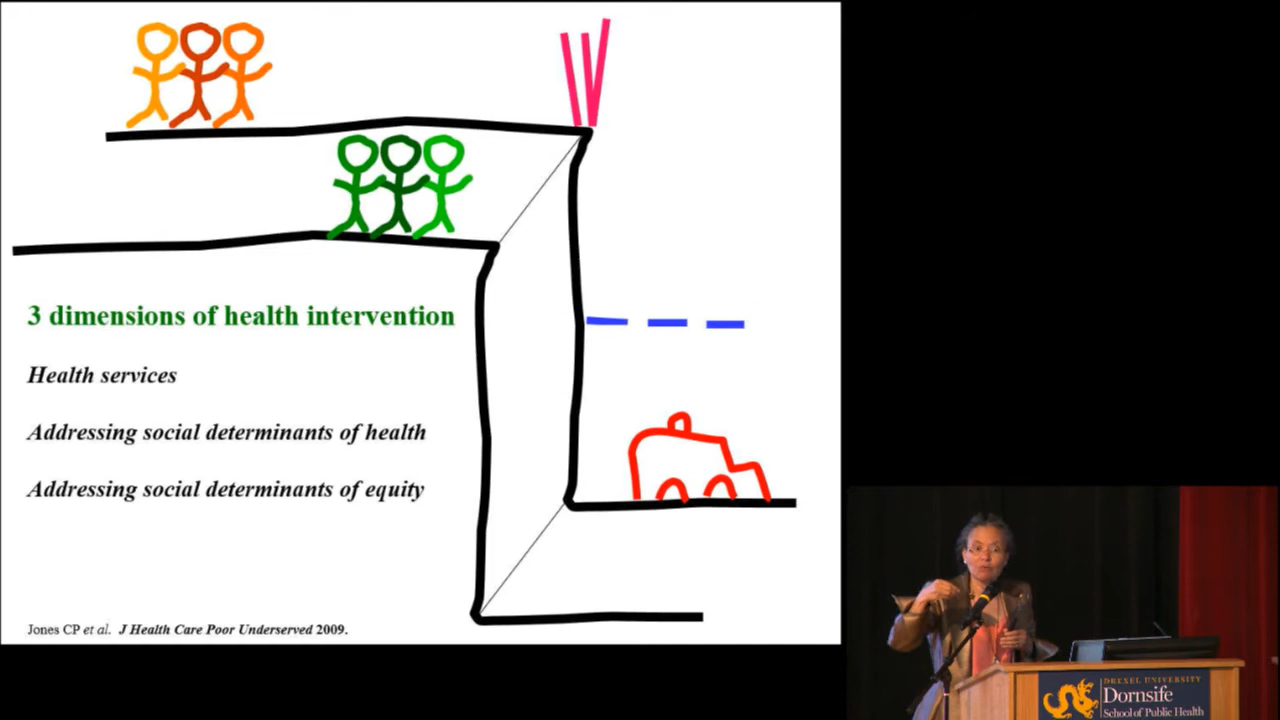 3 dimensions of health intervention
Health services
Addressing social determinants of health
Addressing social determinants of equity
Jones CP et al. J Health Care Poor Underserved 2009.
DREXEL UNIVERSITY
Dornsife
School of Public Health